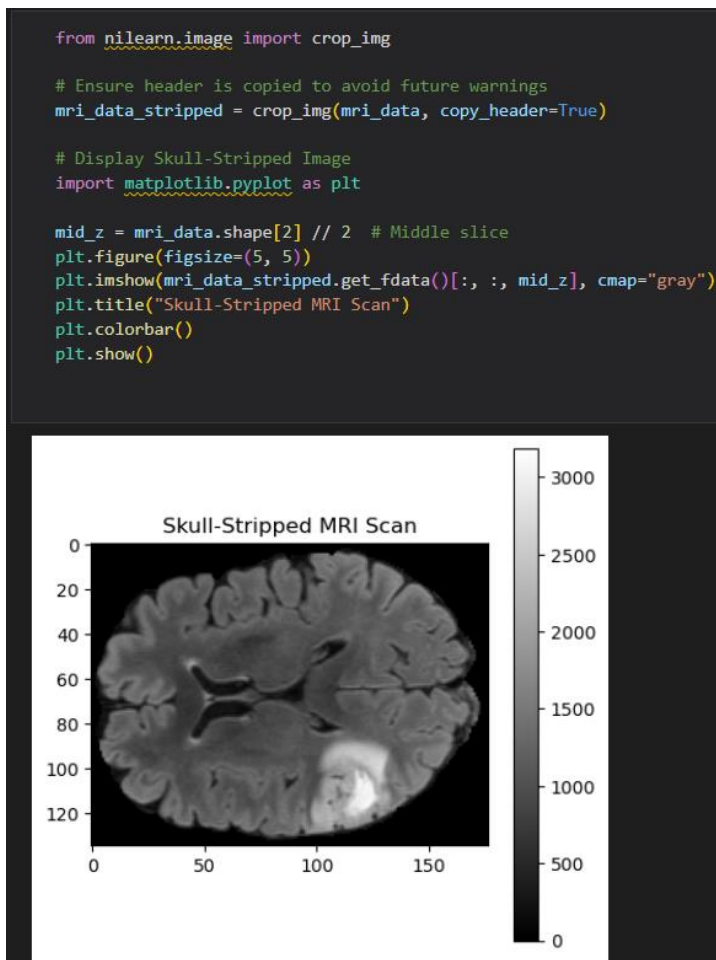 from nilearn.image import crop_img
# Ensure header is copied to avoid future warnings
mri_data_stripped = crop_img(mri_data, copy_header=True)
# Display Skull-Stripped Image
import matplotlib.pyplot as plt
mid_z = mri_data.shape[2] // 2  # Middle slice
plt.figure(figsize=(5, 5))
plt.imshow(mri_data_stripped.get_fdata()[:, :, mid_z], cmap="gray")
plt.title("Skull-Stripped MRI Scan")
plt.colorbar()
plt.show()
Skull-Stripped MRI Scan
0
20
40
60
80
100
120
0 50 100 150
3000
2500
2000
1500
1000
500
0